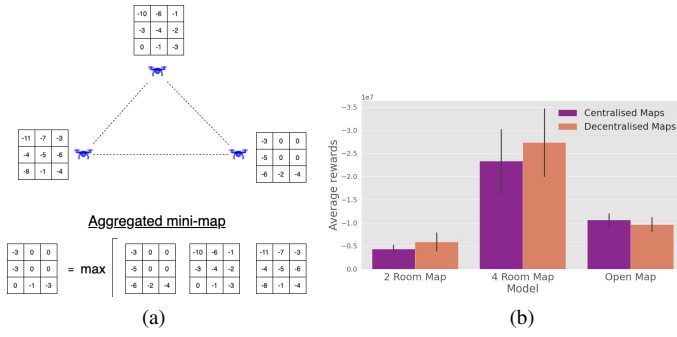 -10 -6 -1
-3 -4 -2
0 -1 -3
-11 -7 -3
-4 -5 -6
-8 -1 -4
-3 0 0
-5 0 0
-6 -2 -4
Aggregated mini-map
-3 0 0
-3 0 0
0 -1 -3
= max
-3 0 0
-5 0 0
-6 -2 -4
-10 -6 -1
-3 -4 -2
0 -1 -3
-11 -7 -3
-4 -5 -6
-8 -1 -4
(a)
1e7
Centralised Maps
Decentralised Maps
Average rewards
−3.5
−3.0
−2.5
−2.0
−1.5
−1.0
−0.5
0.0
2 Room Map 4 Room Map Open Map
Model
(b)